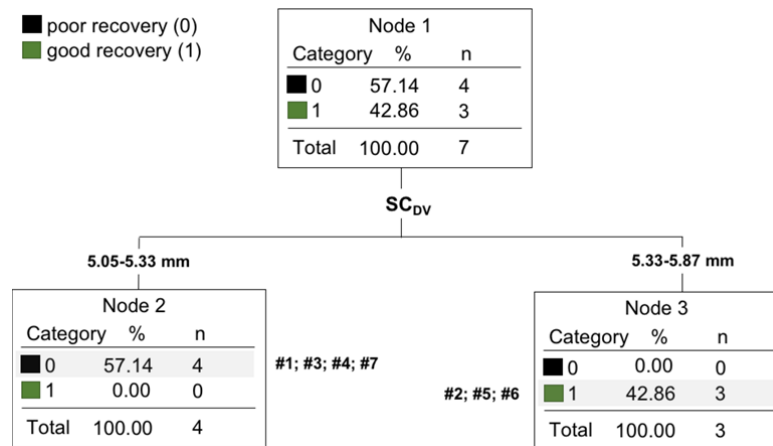 poor recovery (0)
good recovery (1)
Node 1
Category % n
0 57.14 4
1 42.86 3
Total 100.00 7
SC_DV
5.05-5.33 mm
5.33-5.87 mm
Node 2
Category % n
0 57.14 4
1 0.00 0
Total 100.00 4
#1; #3; #4; #7
#2; #5; #6
Node 3
Category % n
0 0.00 0
1 42.86 3
Total 100.00 3